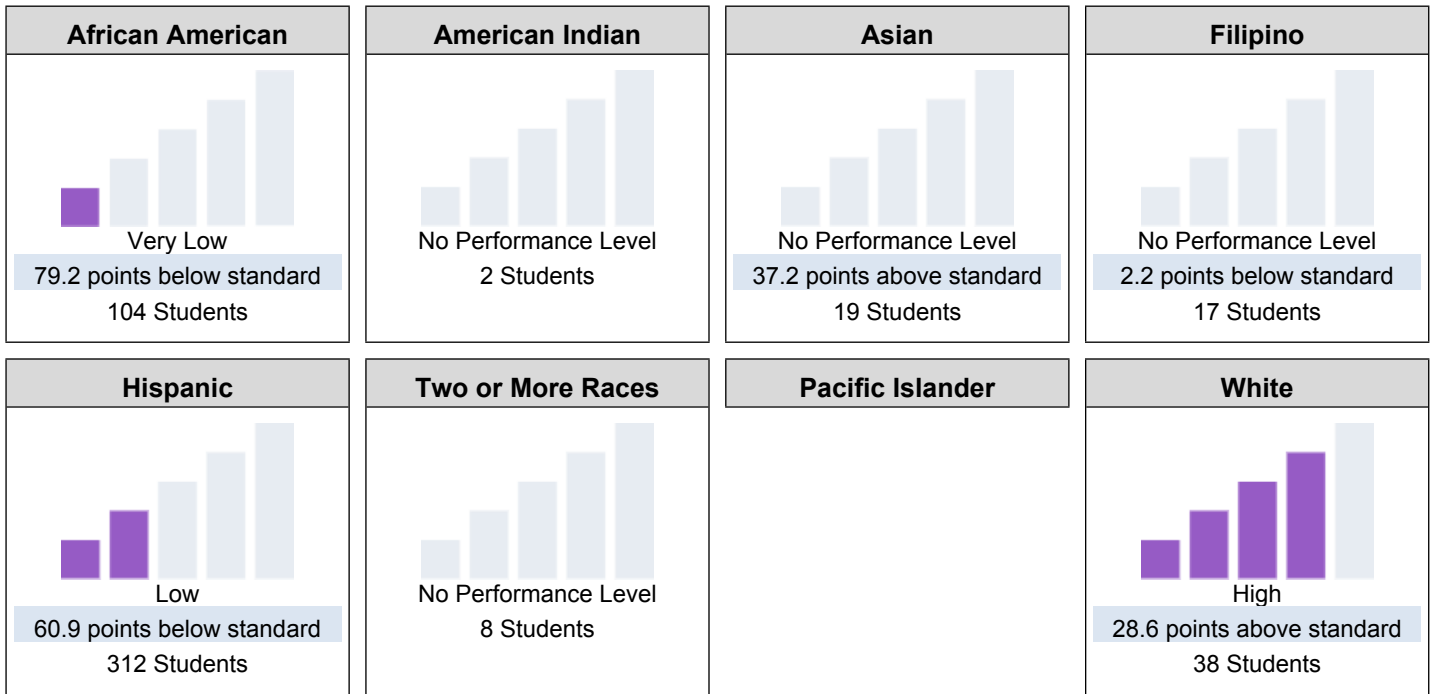 African American
Very Low
79.2 points below standard
104 Students
American Indian
No Performance Level
2 Students
Asian
No Performance Level
37.2 points above standard
19 Students
Filipino
No Performance Level
2.2 points below standard
17 Students
Hispanic
Low
60.9 points below standard
312 Students
Two or More Races
No Performance Level
8 Students
Pacific Islander
White
High
28.6 points above standard
38 Students